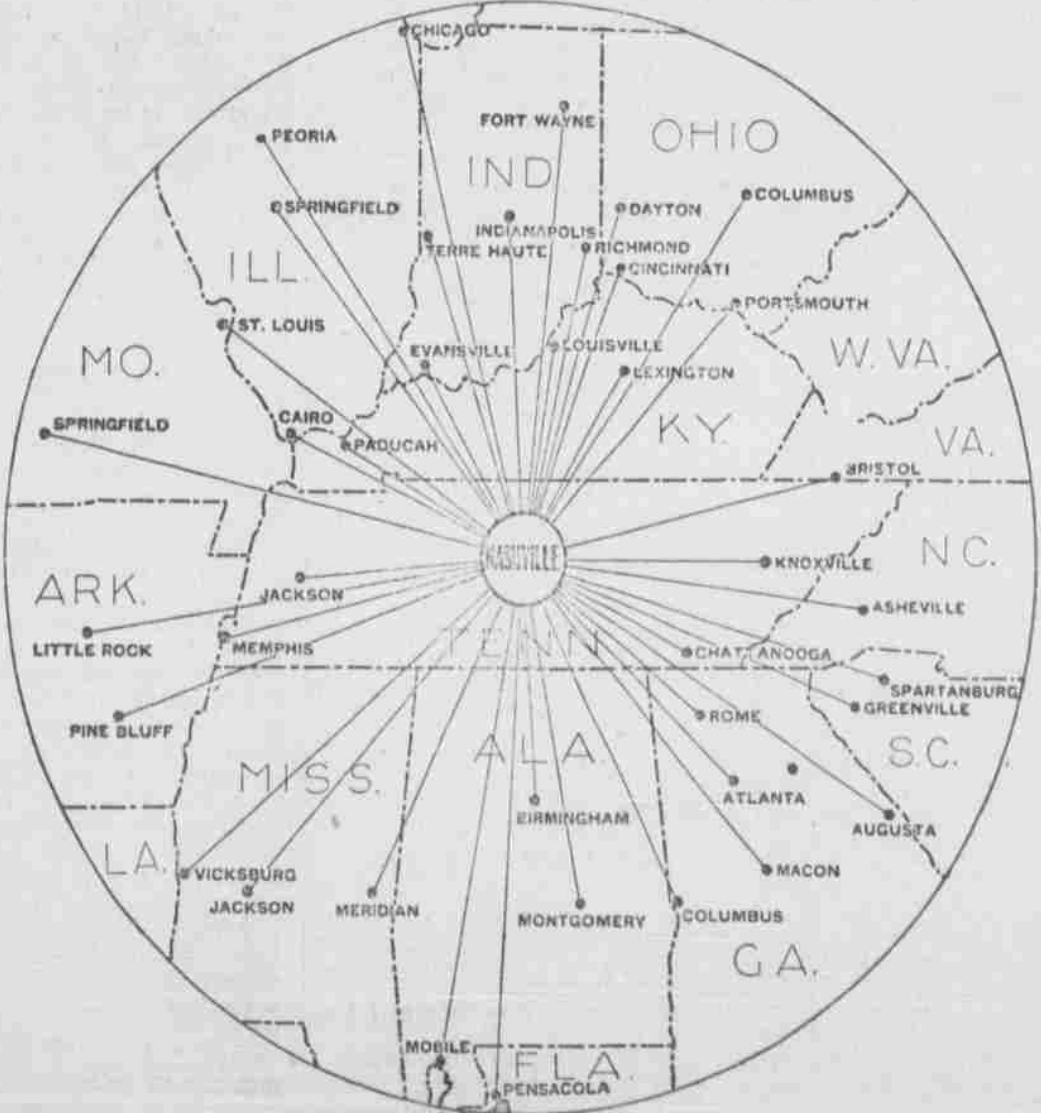 CHICAGO
FORT WAYNE
PEORIA
OHIO
IND
COLUMBUS
SPRINGFIELD
DAYTON
INDIANAPOLIS
TERRE HAUTE
RICHMOND
CINCINNATI
ILL.
PORTSMOUTH
ST. LOUIS
EVANSVILLE
LOUISVILLE
MO.
W. VA.
LEXINGTON
SPRINGFIELD
CAIRO
PADUCAH
KY.
VA.
BRISTOL
NASHVILLE
KNOXVILLE
N C.
JACKSON
ARK.
ASHEVILLE
LITTLE ROCK
MEMPHIS
TENN.
CHATTANOOGA
SPARTANBURG
GREENVILLE
PINE BLUFF
ROME
ALA.
S.C.
MISS.
ATLANTA
BIRMINGHAM
AUGUSTA
LA.
VICKSBURG
MACON
JACKSON
MERIDIAN
MONTGOMERY
COLUMBUS
GA.
MOBILE
FLA.
PENSACOLA